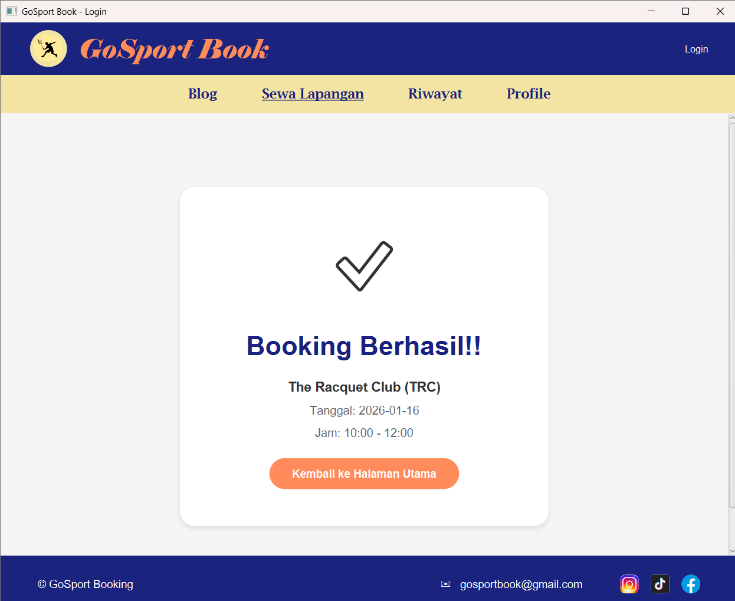 GoSport Book - Login
GoSport Book
Login
Blog Sewa Lapangan Riwayat Profile
Booking Berhasil!!
The Racquet Club (TRC)
Tanggal: 2026-01-16
Jam: 10:00 - 12:00
Kembali ke Halaman Utama
© GoSport Booking gosportbook@gmail.com